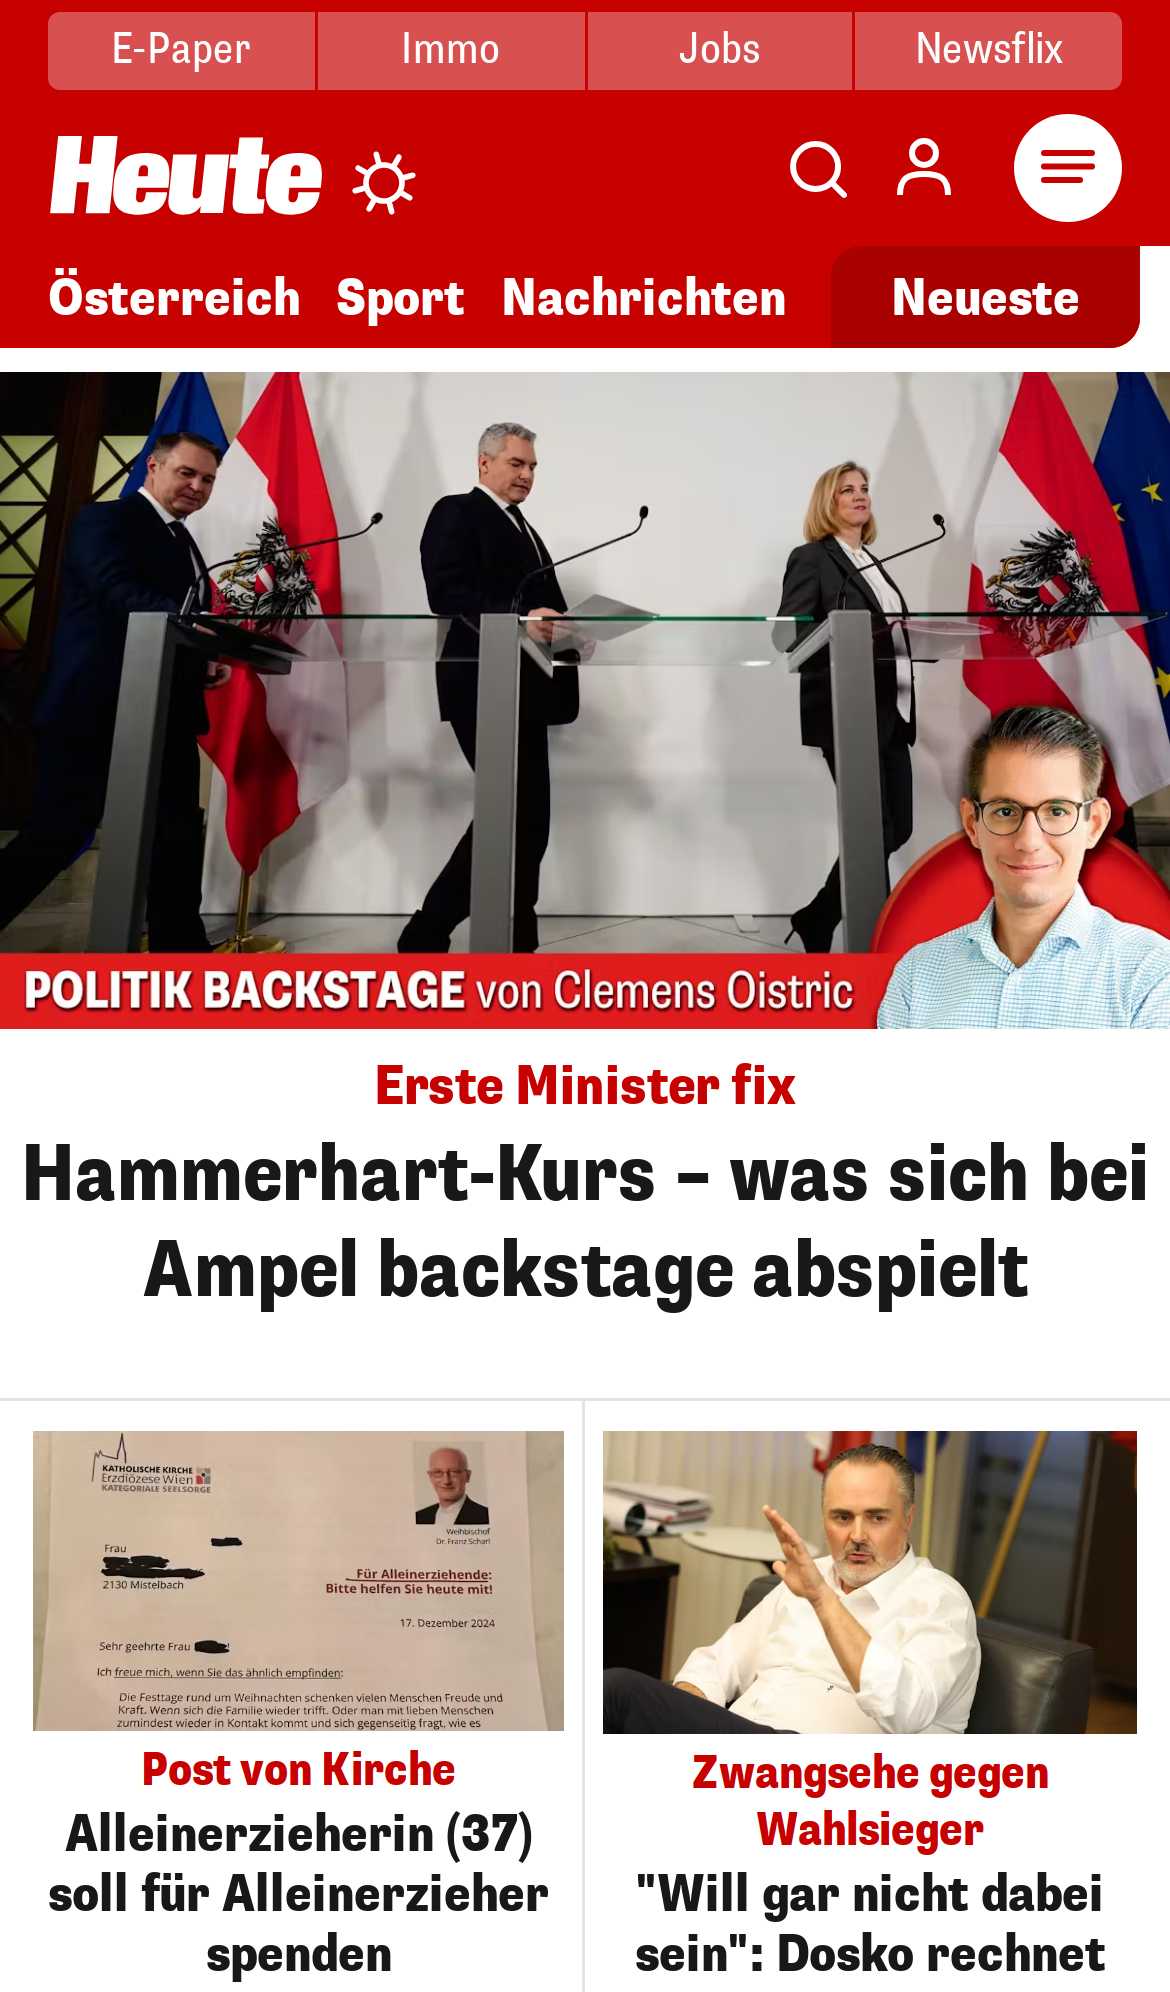 E-Paper
Immo
Jobs
Newsflix
Heute
Österreich
Sport
Nachrichten
Neueste
POLITIK BACKSTAGE von Clemens Oistric
Erste Minister fix
Hammerhart-Kurs – was sich bei
Ampel backstage abspielt
KATHOLISCHE KIRCHE
Erzdiözese Wien
KATEGORIALE SEELSORGE
Weihbischof
Dr. Franz Scharl
Frau
2130 Mistelbach
Für Alleinerziehende:
Bitte helfen Sie heute mit!
17. Dezember 2024
Sehr geehrte Frau !
Ich freue mich, wenn Sie das ähnlich empfinden:
Die Festtage rund um Weihnachten schenken vielen Menschen Freude und
Kraft. Wenn sich die Familie wieder trifft. Oder man mit lieben Menschen
zumindest wieder in Kontakt kommt und sich gegenseitig fragt, wie es
Post von Kirche
Alleinerzieherin (37)
soll für Alleinerzieher
spenden
Zwangsehe gegen
Wahlsieger
"Will gar nicht dabei
sein": Dosko rechnet